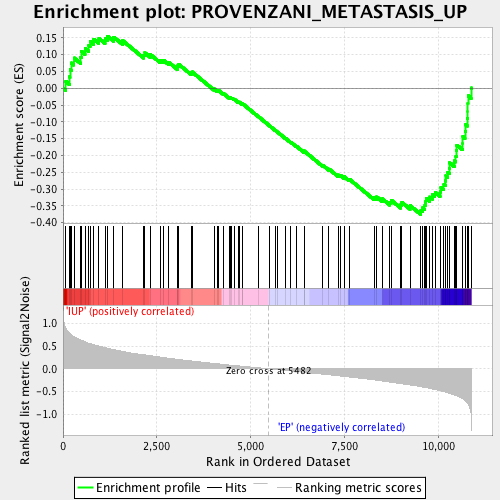 Enrichment plot: PROVENZANI_METASTASIS_UP
Enrichment score (ES)
0.15
0.10
0.05
0.00
-0.05
-0.10
-0.15
-0.20
-0.25
-0.30
-0.35
-0.40
Ranked list metric (Signal2Noise)
1.0
0.5
0.0
-0.5
-1.0
'IUP' (positively correlated)
Zero cross at 5482
'EP' (negatively correlated)
0
2,500
5,000
7,500
10,000
Rank in Ordered Dataset
Enrichment profile
Hits
Ranking metric scores